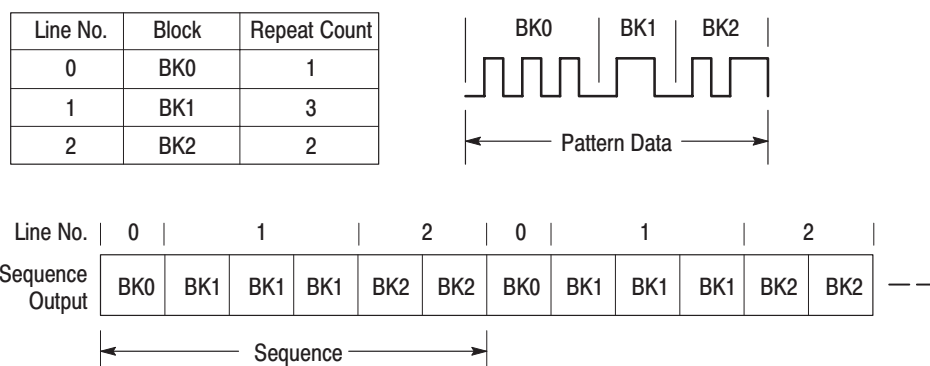 Line No. Block Repeat Count
0 BK0 1
1 BK1 3
2 BK2 2
BK0 BK1 BK2
Pattern Data
Line No. 0 1 2 0 1 2
Sequence
Output
BK0 BK1 BK1 BK1 BK2 BK2 BK0 BK1 BK1 BK1 BK2 BK2
Sequence